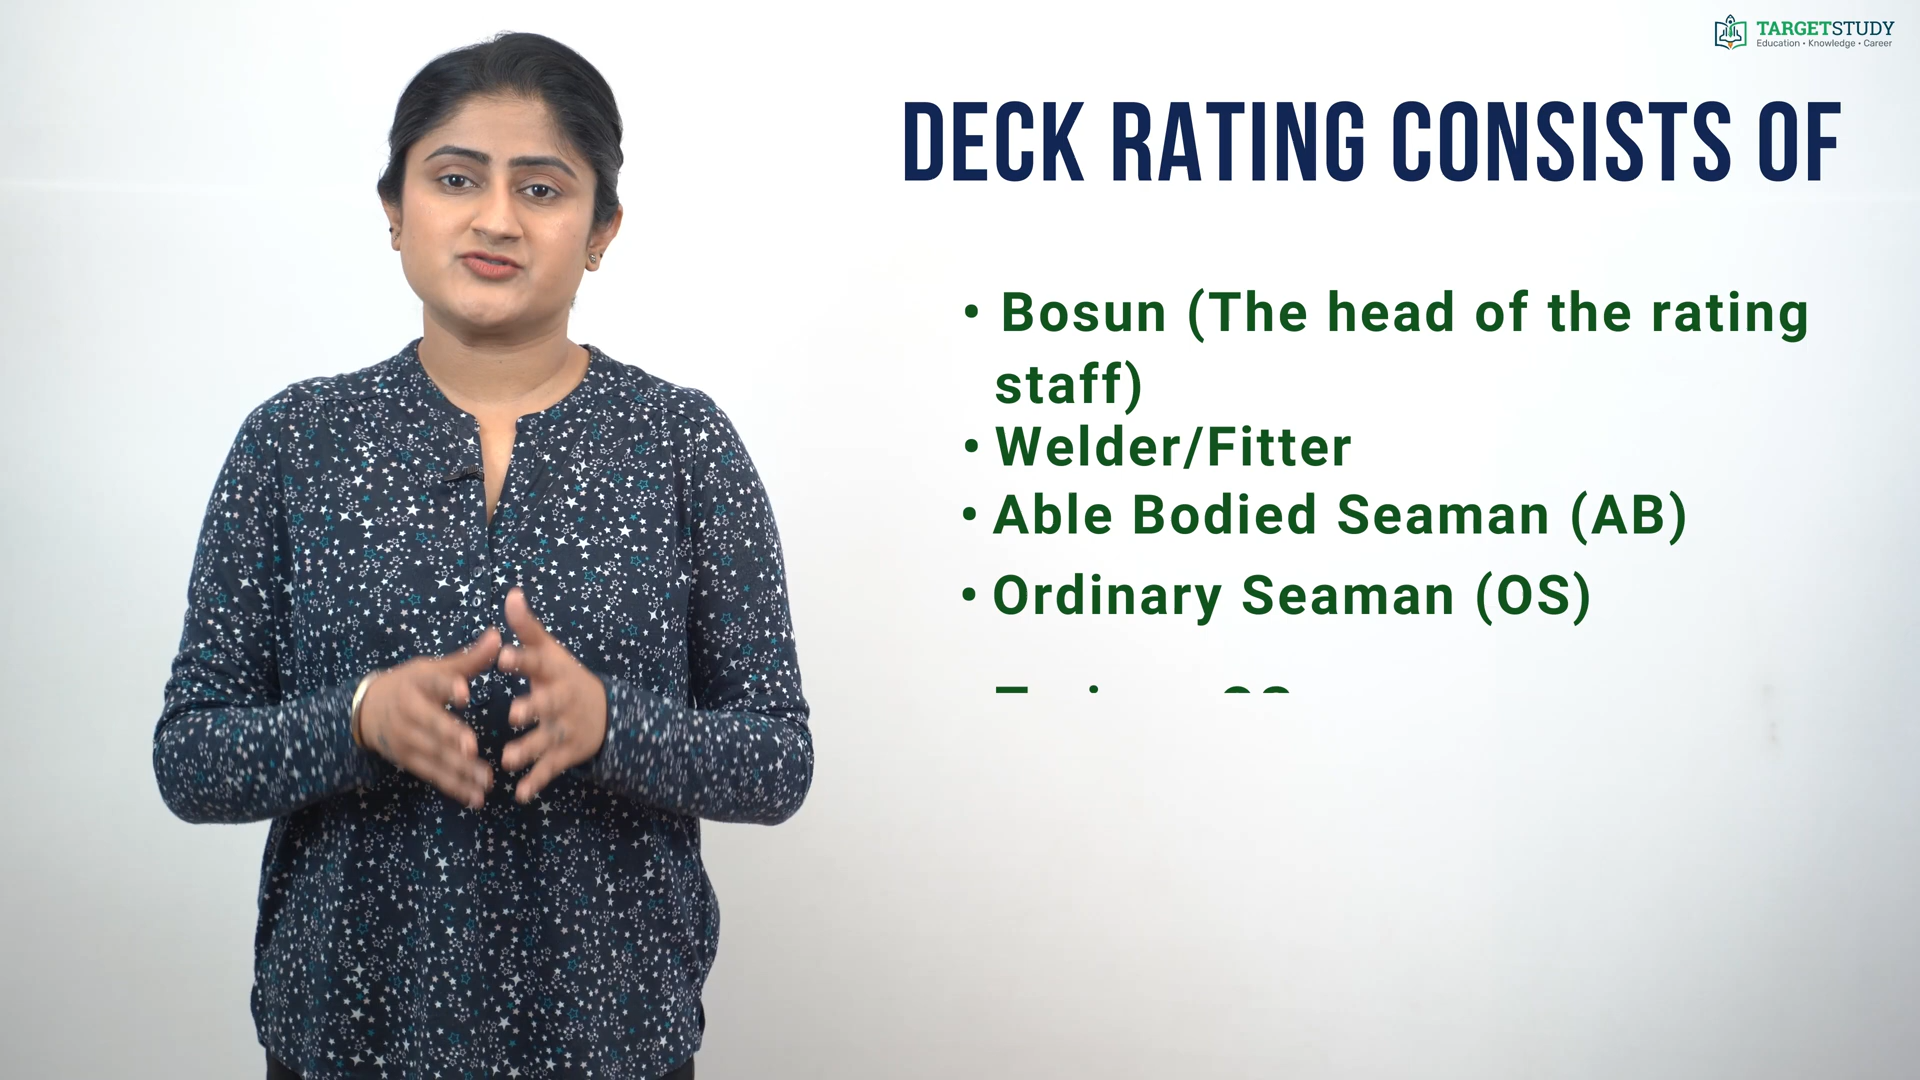 TARGETSTUDY
Education • Knowledge • Career
DECK RATING CONSISTS OF
• Bosun (The head of the rating
staff)
• Welder/Fitter
• Able Bodied Seaman (AB)
• Ordinary Seaman (OS)